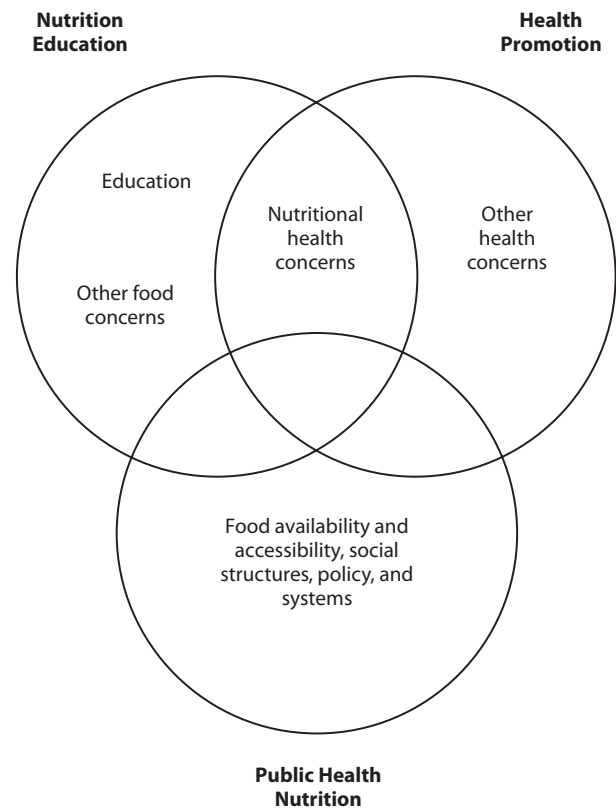 Nutrition
Education
Health
Promotion
Education
Nutritional
health
concerns
Other
health
concerns
Other food
concerns
Food availability and
accessibility, social
structures, policy, and
systems
Public Health
Nutrition